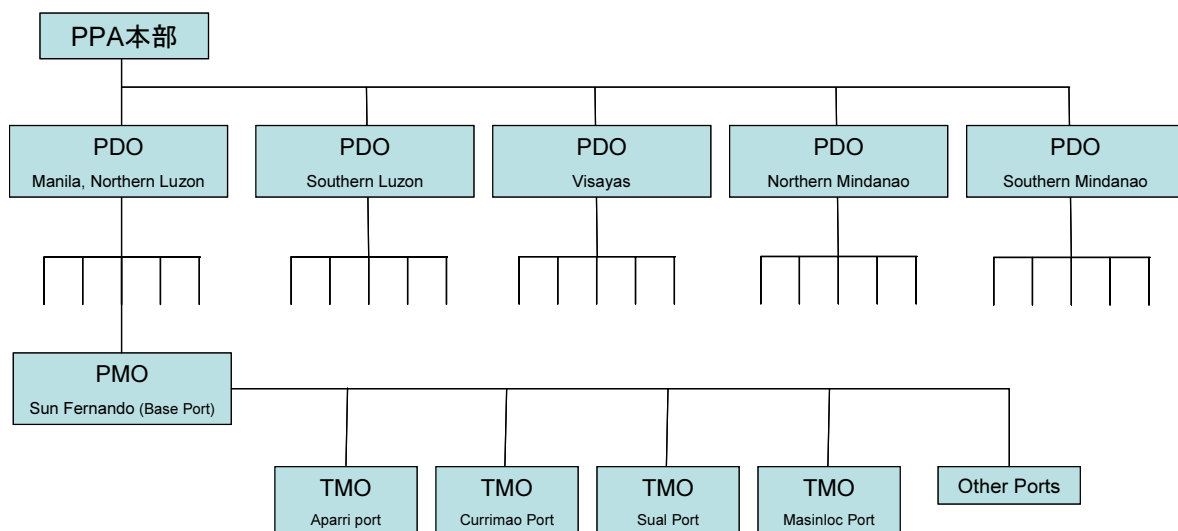 PPA本部
PDO
Manila, Northern Luzon
PDO
Southern Luzon
PDO
Visayas
PDO
Northern Mindanao
PDO
Southern Mindanao
PMO
Sun Fernando (Base Port)
TMO
Aparri port
TMO
Currimao Port
TMO
Sual Port
TMO
Masinloc Port
Other Ports